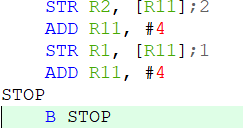 STR R2, [R11];2
ADD R11, #4
STR R1, [R11];1
ADD R11, #4
STOP
B STOP